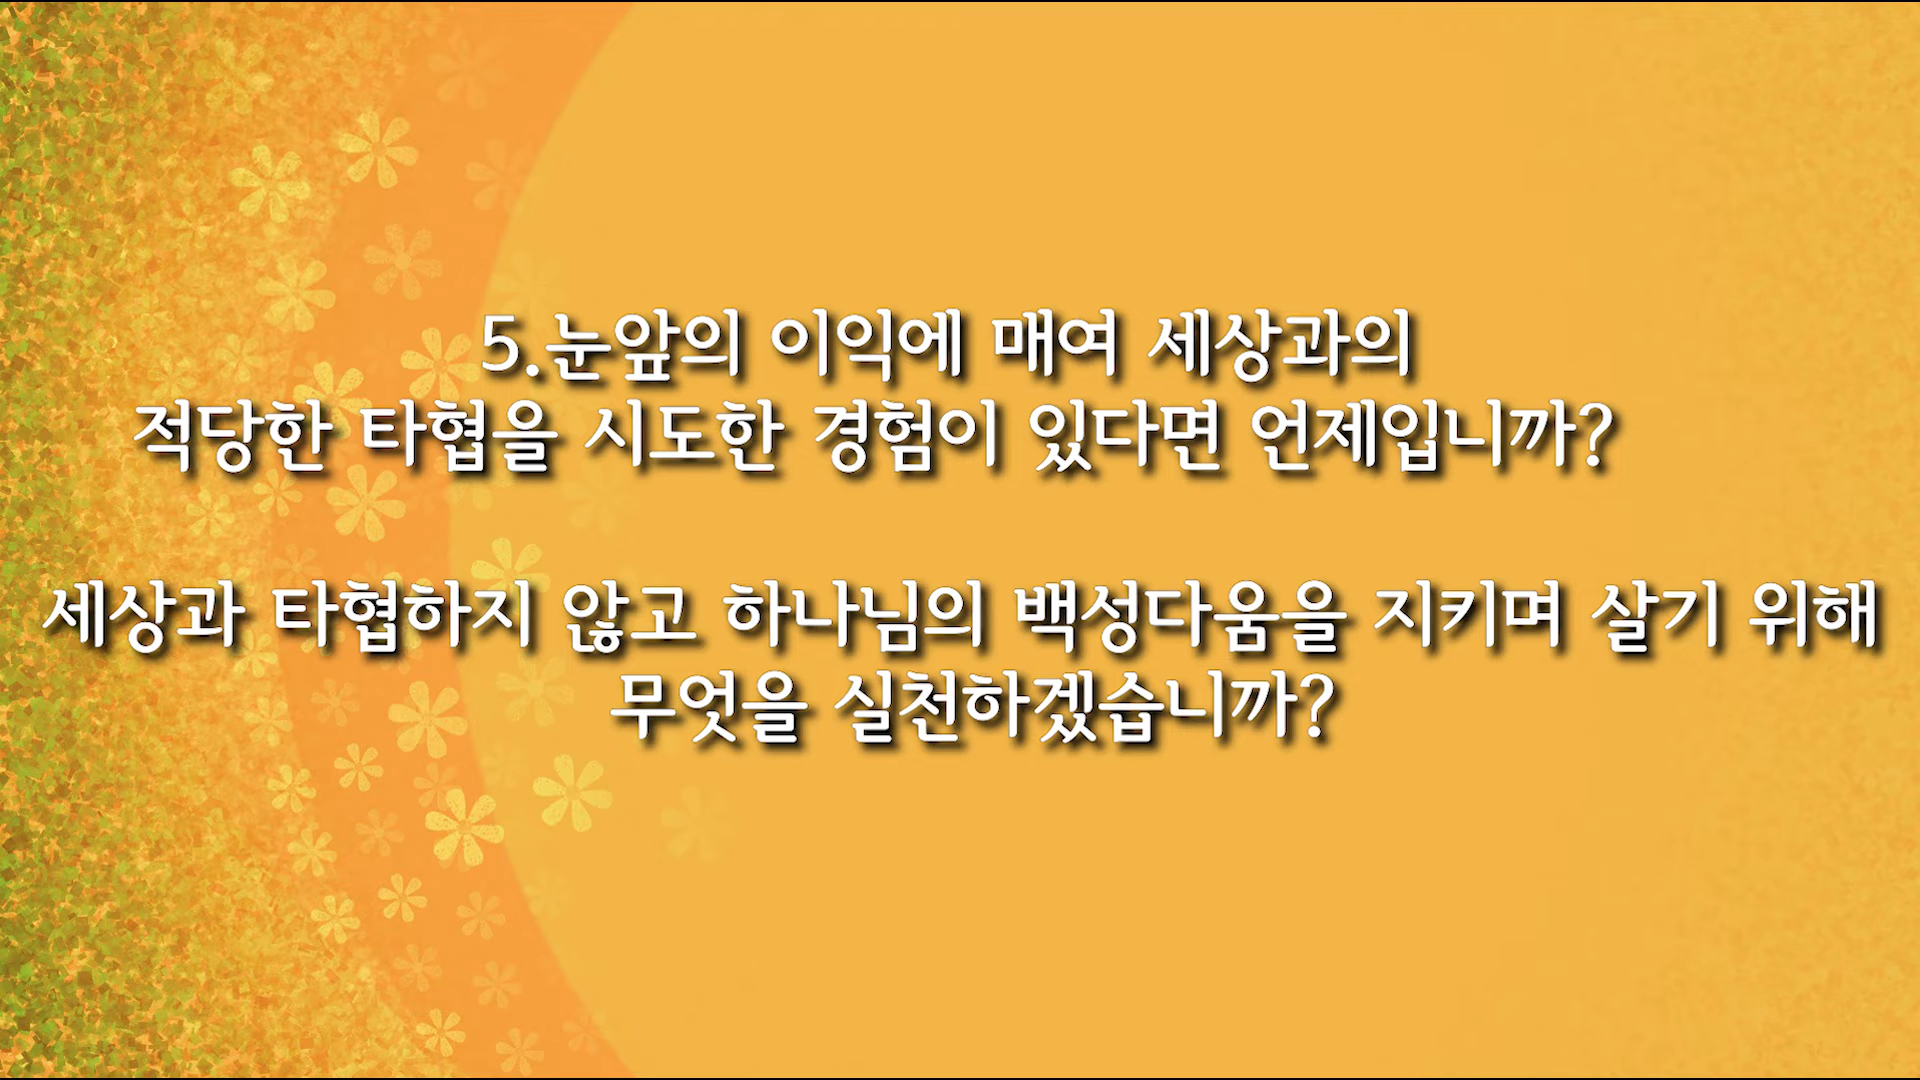 5.눈앞의 이익에 매여 세상과의
적당한 타협을 시도한 경험이 있다면 언제입니까?
세상과 타협하지 않고 하나님의 백성다움을 지키며 살기 위해
무엇을 실천하겠습니까?